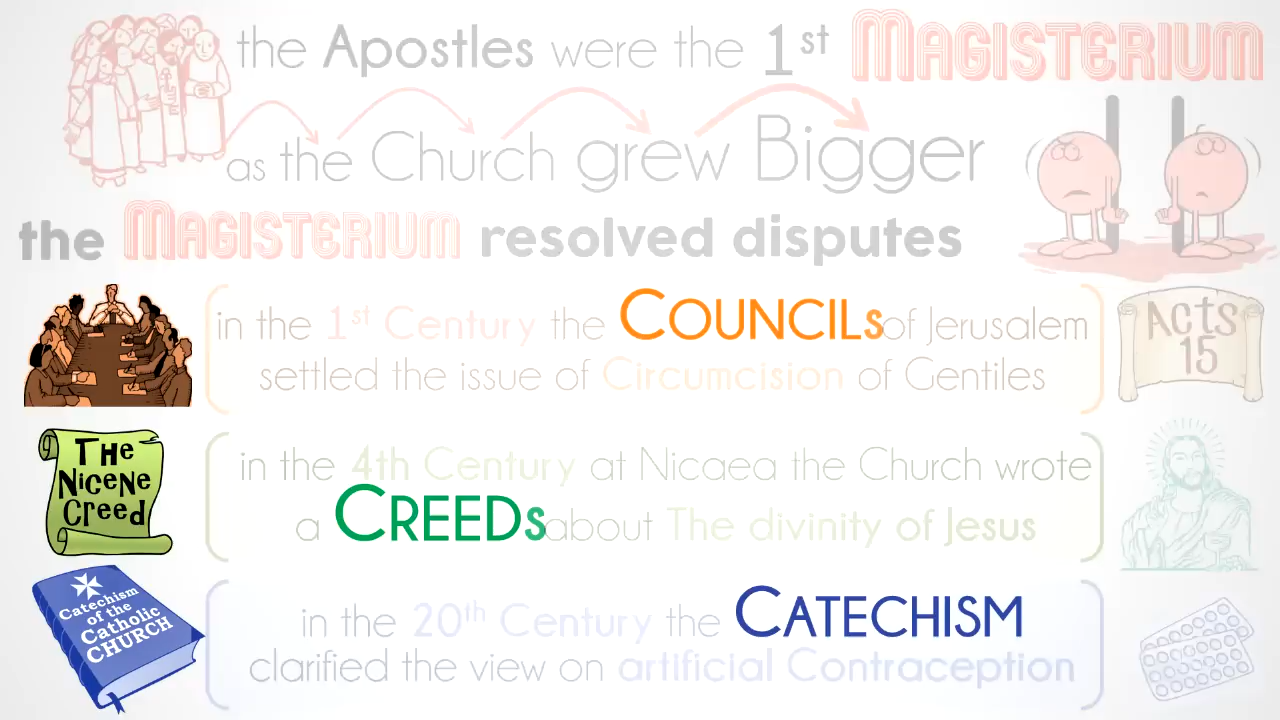 the Apostles were the 1st MAGISTERIUM
as the Church grew Bigger
the MAGISTERIUM resolved disputes
in the 1st Century the COUNCILs of Jerusalem
settled the issue of Circumcision of Gentiles
Acts
15
THe
NiceNe
Creed
in the 4th Century at Nicaea the Church wrote
a CREEDs about The divinity of Jesus
Catechism
of the
Catholic
CHURCH
in the 20th Century the CATECHISM
clarified the view on artificial Contraception